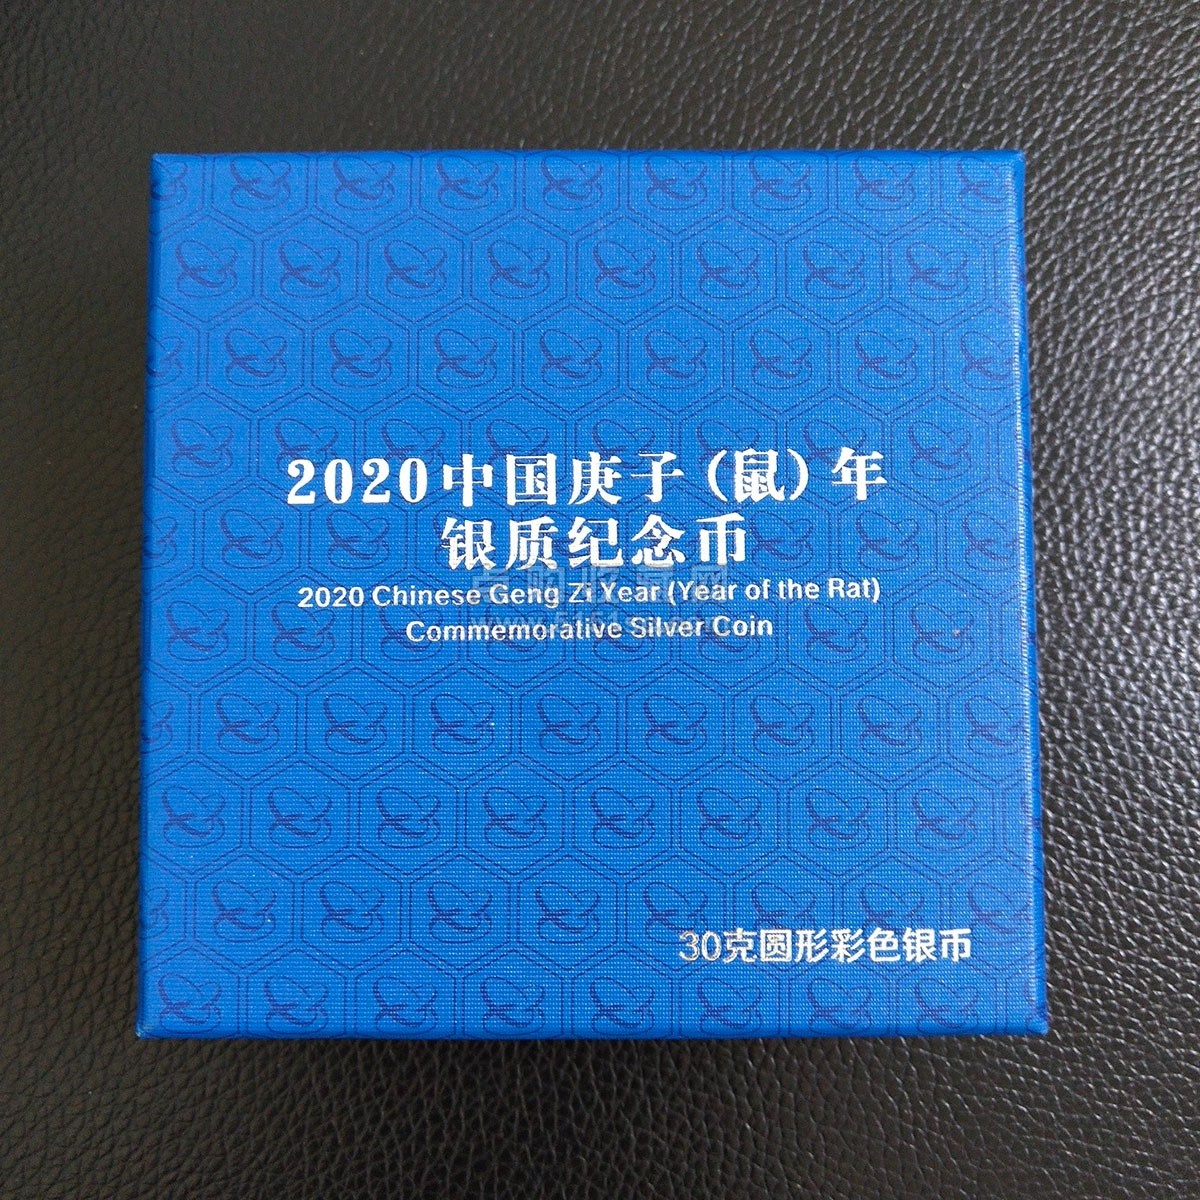 2020中国庚子(鼠)年
银质纪念币
2020 Chinese Geng Zi Year (Year of the Rat)
Commemorative Silver Coin
30克圆形彩色银币